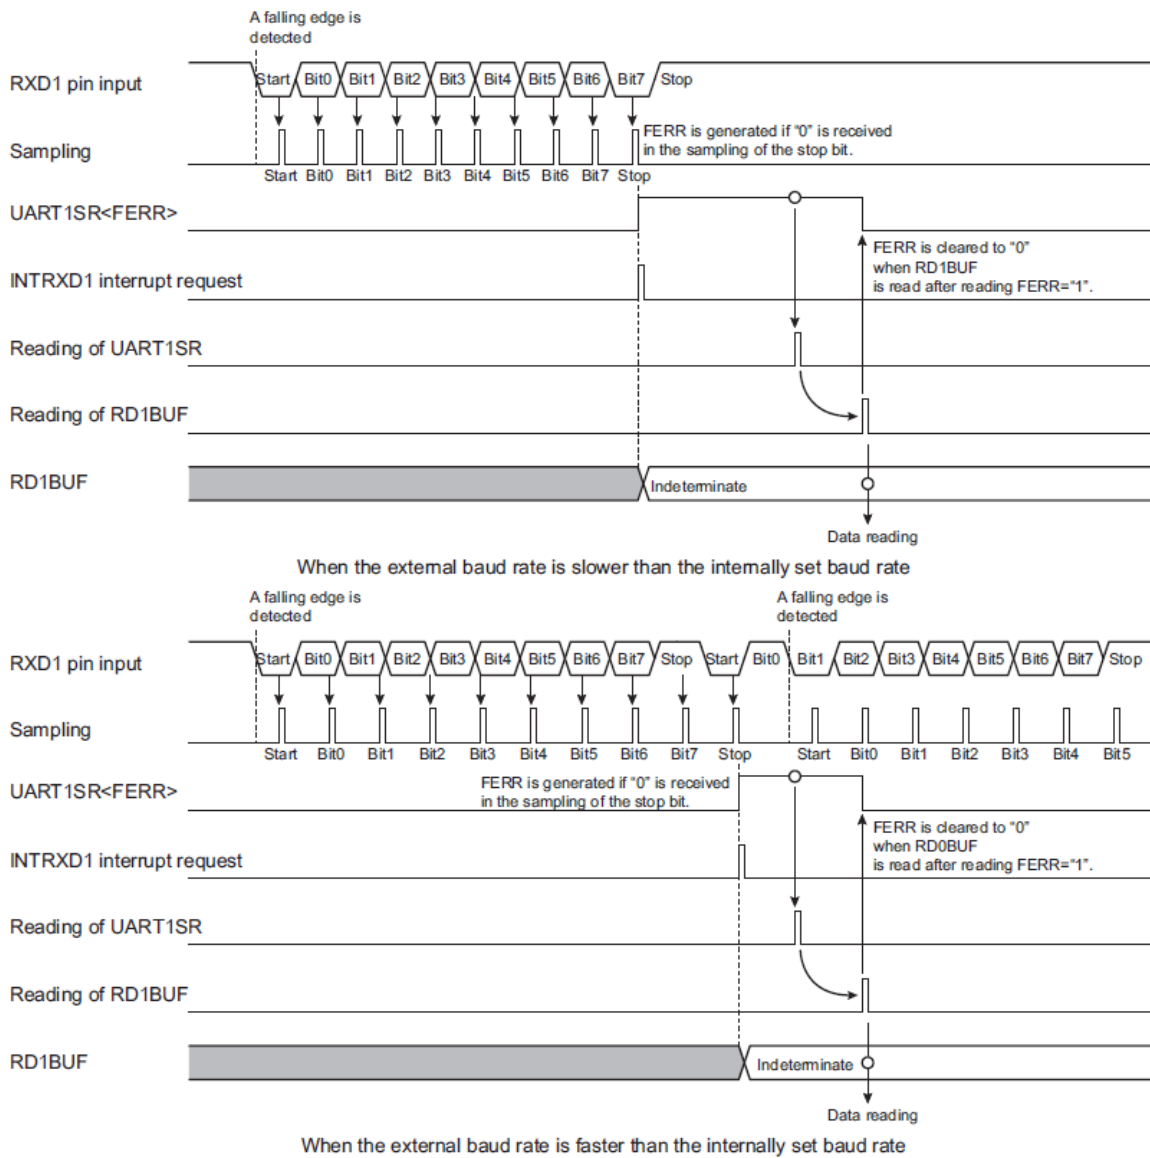 A falling edge is
detected
RXD1 pin input
Start Bit0 Bit1 Bit2 Bit3 Bit4 Bit5 Bit6 Bit7 Stop
FERR is generated if “0” is received
in the sampling of the stop bit.
Sampling
Start Bit0 Bit1 Bit2 Bit3 Bit4 Bit5 Bit6 Bit7 Stop
UART1SR<FERR>
FERR is cleared to “0”
when RD1BUF
is read after reading FERR=“1”.
INTRXD1 interrupt request
Reading of UART1SR
Reading of RD1BUF
RD1BUF
Indeterminate
Data reading
When the external baud rate is slower than the internally set baud rate
A falling edge is
detected
A falling edge is
detected
RXD1 pin input
Start Bit0 Bit1 Bit2 Bit3 Bit4 Bit5 Bit6 Bit7 Stop Start Bit0 Bit1 Bit2 Bit3 Bit4 Bit5 Bit6 Bit7 Stop
Sampling
Start Bit0 Bit1 Bit2 Bit3 Bit4 Bit5 Bit6 Bit7 Stop Start Bit0 Bit1 Bit2 Bit3 Bit4 Bit5
FERR is generated if “0” is received
in the sampling of the stop bit.
UART1SR<FERR>
FERR is cleared to “0”
when RD0BUF
is read after reading FERR=“1”.
INTRXD1 interrupt request
Reading of UART1SR
Reading of RD1BUF
RD1BUF
Indeterminate
Data reading
When the external baud rate is faster than the internally set baud rate